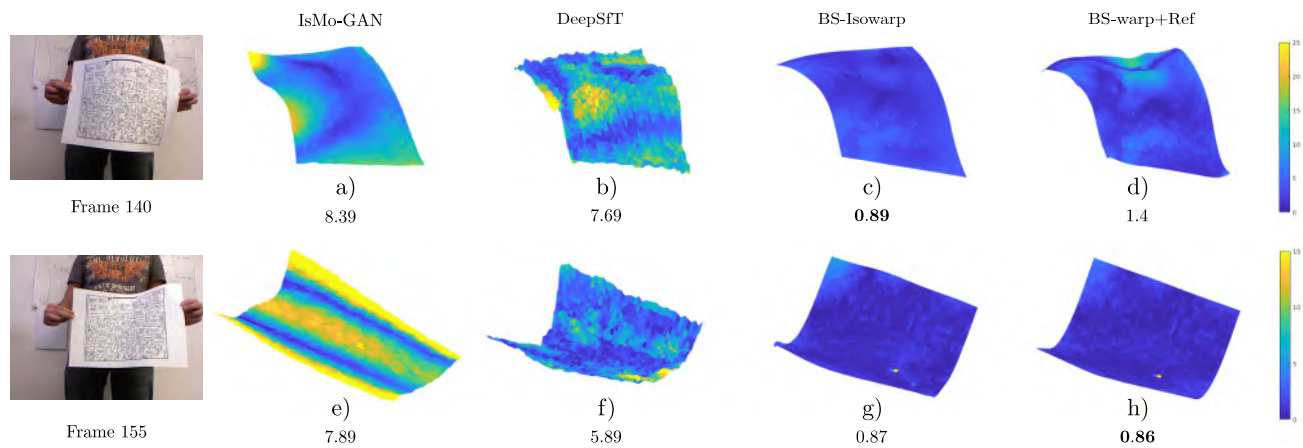 IsMo-GAN DeepSfT BS-Isowarp BS-warp+Ref
a) b) c) d)
Frame 140
8.39 7.69 0.89 1.4
25
20
15
10
5
0
e) f) g) h)
Frame 155
7.89 5.89 0.87 0.86
15
10
5
0